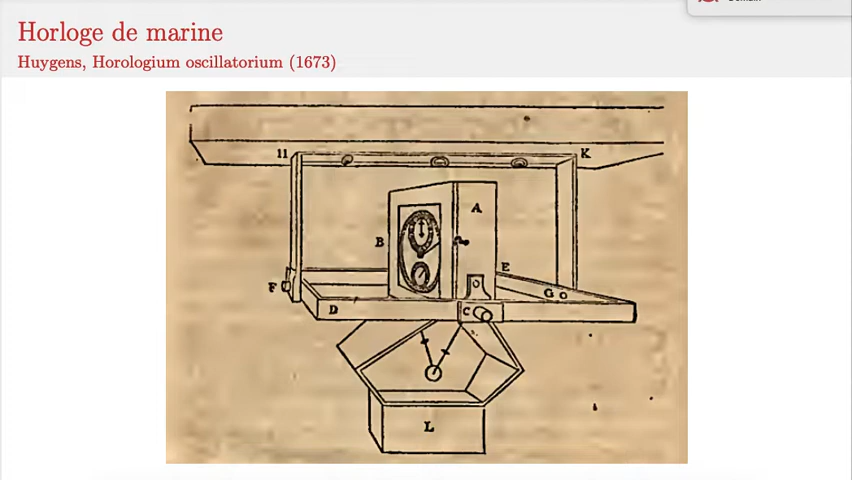 Horloge de marine
Huygens, Horologium oscillatorium (1673)
H K
A
B
E
F G
D C
L